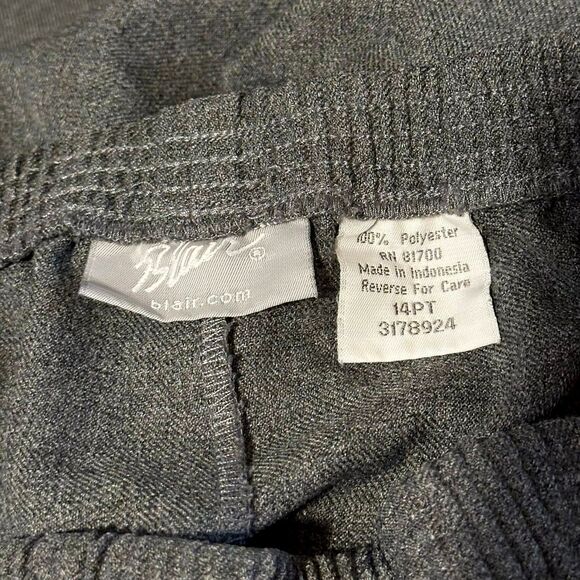 Blair®
blair.com
100% Polyester
RN 81700
Made in Indonesia
Reverse For Care
14PT
3178924